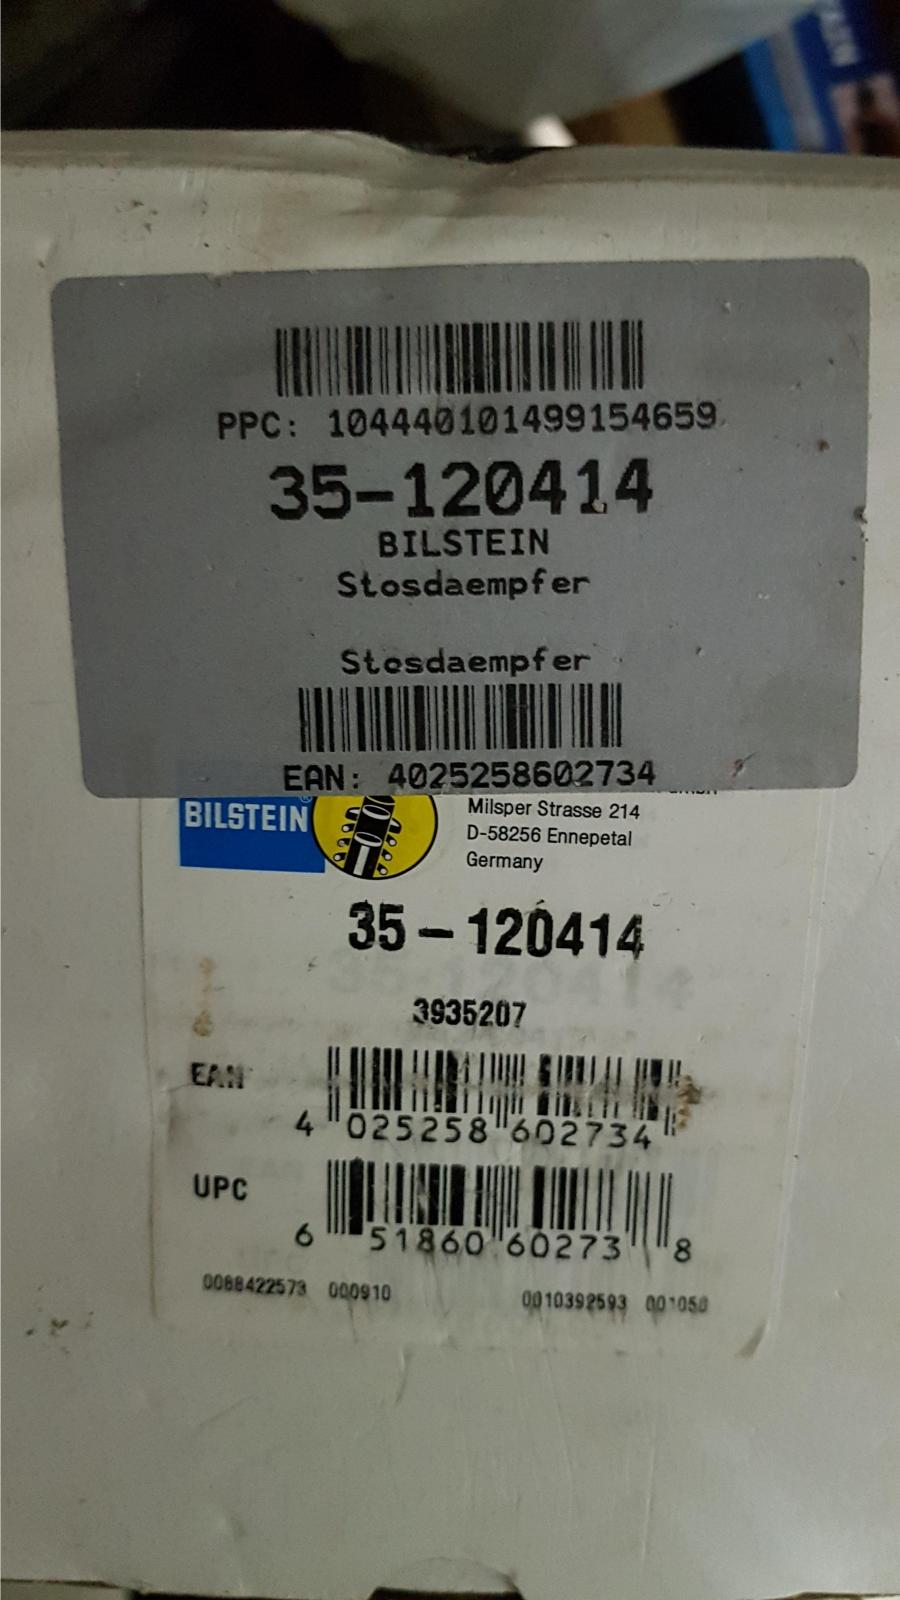 PPC: 104440101499154659
35-120414
BILSTEIN
Stosdaempfer
Stosdaempfer
EAN: 4025258602734
BILSTEIN®
Milsper Strasse 214
D-58256 Ennepetal
Germany
35-120414
3935207
EAN
4 025258 602734
UPC
6 51860 60273 8
0088422573 000910
0010392593 001050